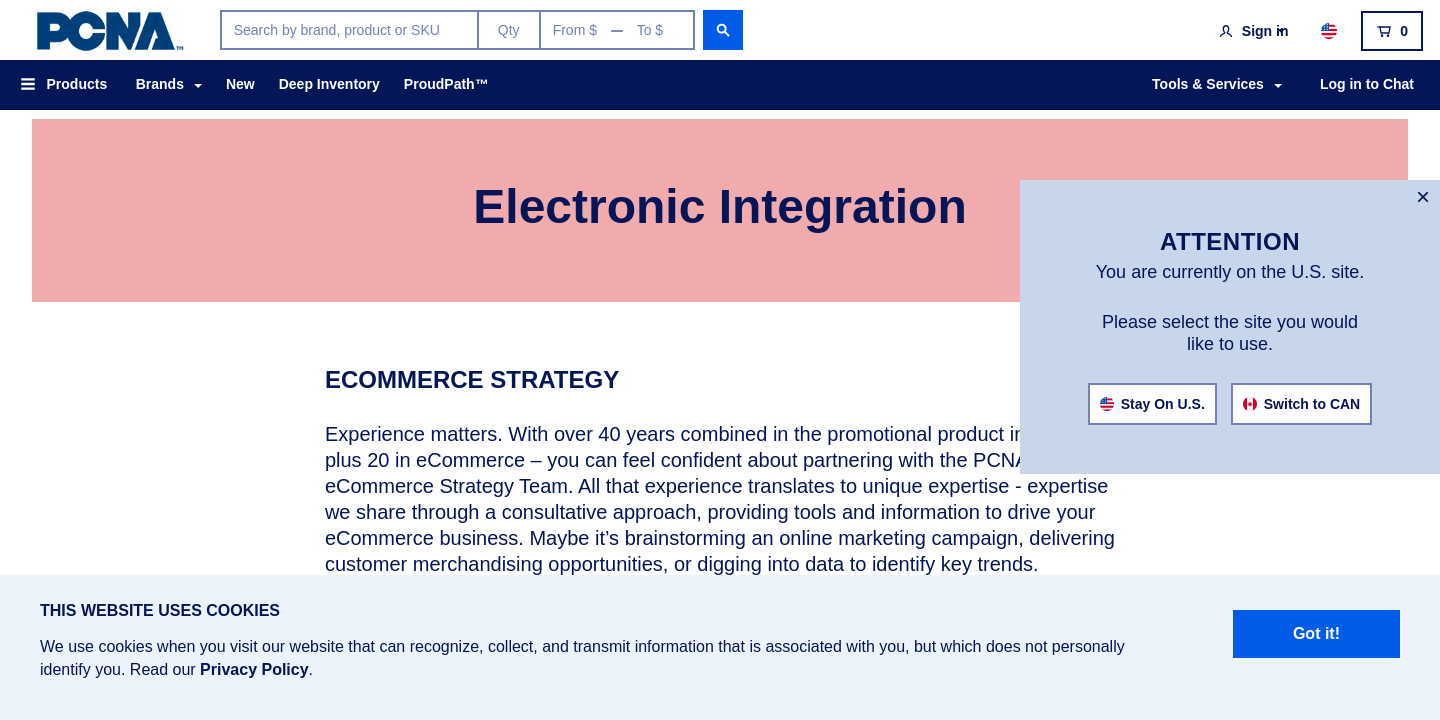 PCNA™
Search by brand, product or SKU
Qty
From $ — To $
Sign in
0
Products
Brands
New
Deep Inventory
ProudPath™
Tools & Services
Log in to Chat
Electronic Integration
×
ATTENTION
You are currently on the U.S. site.
Please select the site you would
like to use.
Stay On U.S.
Switch to CAN
ECOMMERCE STRATEGY
Experience matters. With over 40 years combined in the promotional product
plus 20 in eCommerce – you can feel confident about partnering with the PCNA
eCommerce Strategy Team. All that experience translates to unique expertise - expertise
we share through a consultative approach, providing tools and information to drive your
eCommerce business. Maybe it’s brainstorming an online marketing campaign, delivering
customer merchandising opportunities, or digging into data to identify key trends.
THIS WEBSITE USES COOKIES
We use cookies when you visit our website that can recognize, collect, and transmit information that is associated with you, but which does not personally
identify you. Read our Privacy Policy.
Got it!